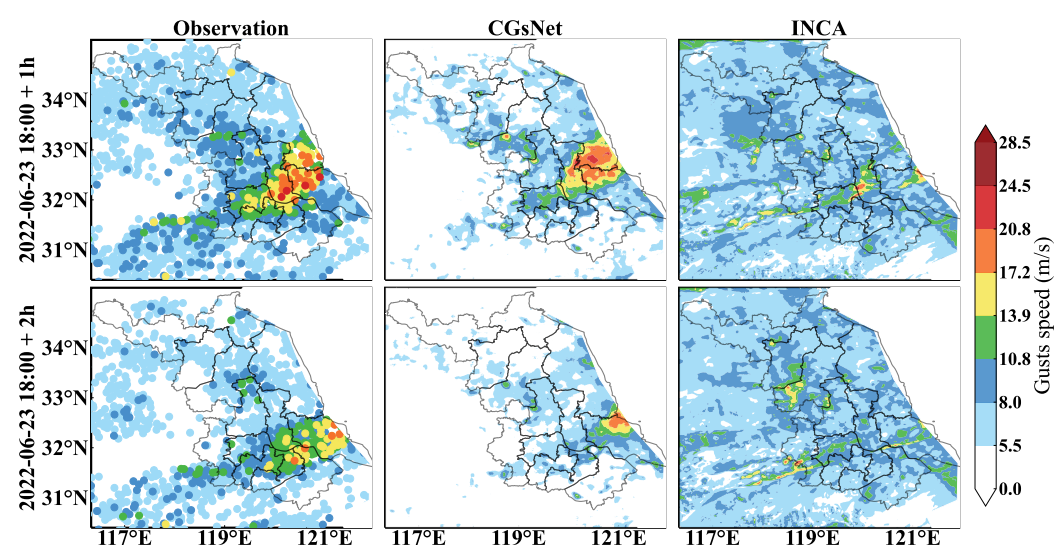 Observation
CGsNet
INCA
2022-06-23 18:00 + 1h
34°N
33°N
32°N
31°N
2022-06-23 18:00 + 2h
34°N
33°N
32°N
31°N
117°E
119°E
121°E
117°E
119°E
121°E
117°E
119°E
121°E
28.5
24.5
20.8
17.2
13.9
10.8
8.0
5.5
0.0
Gusts speed (m/s)